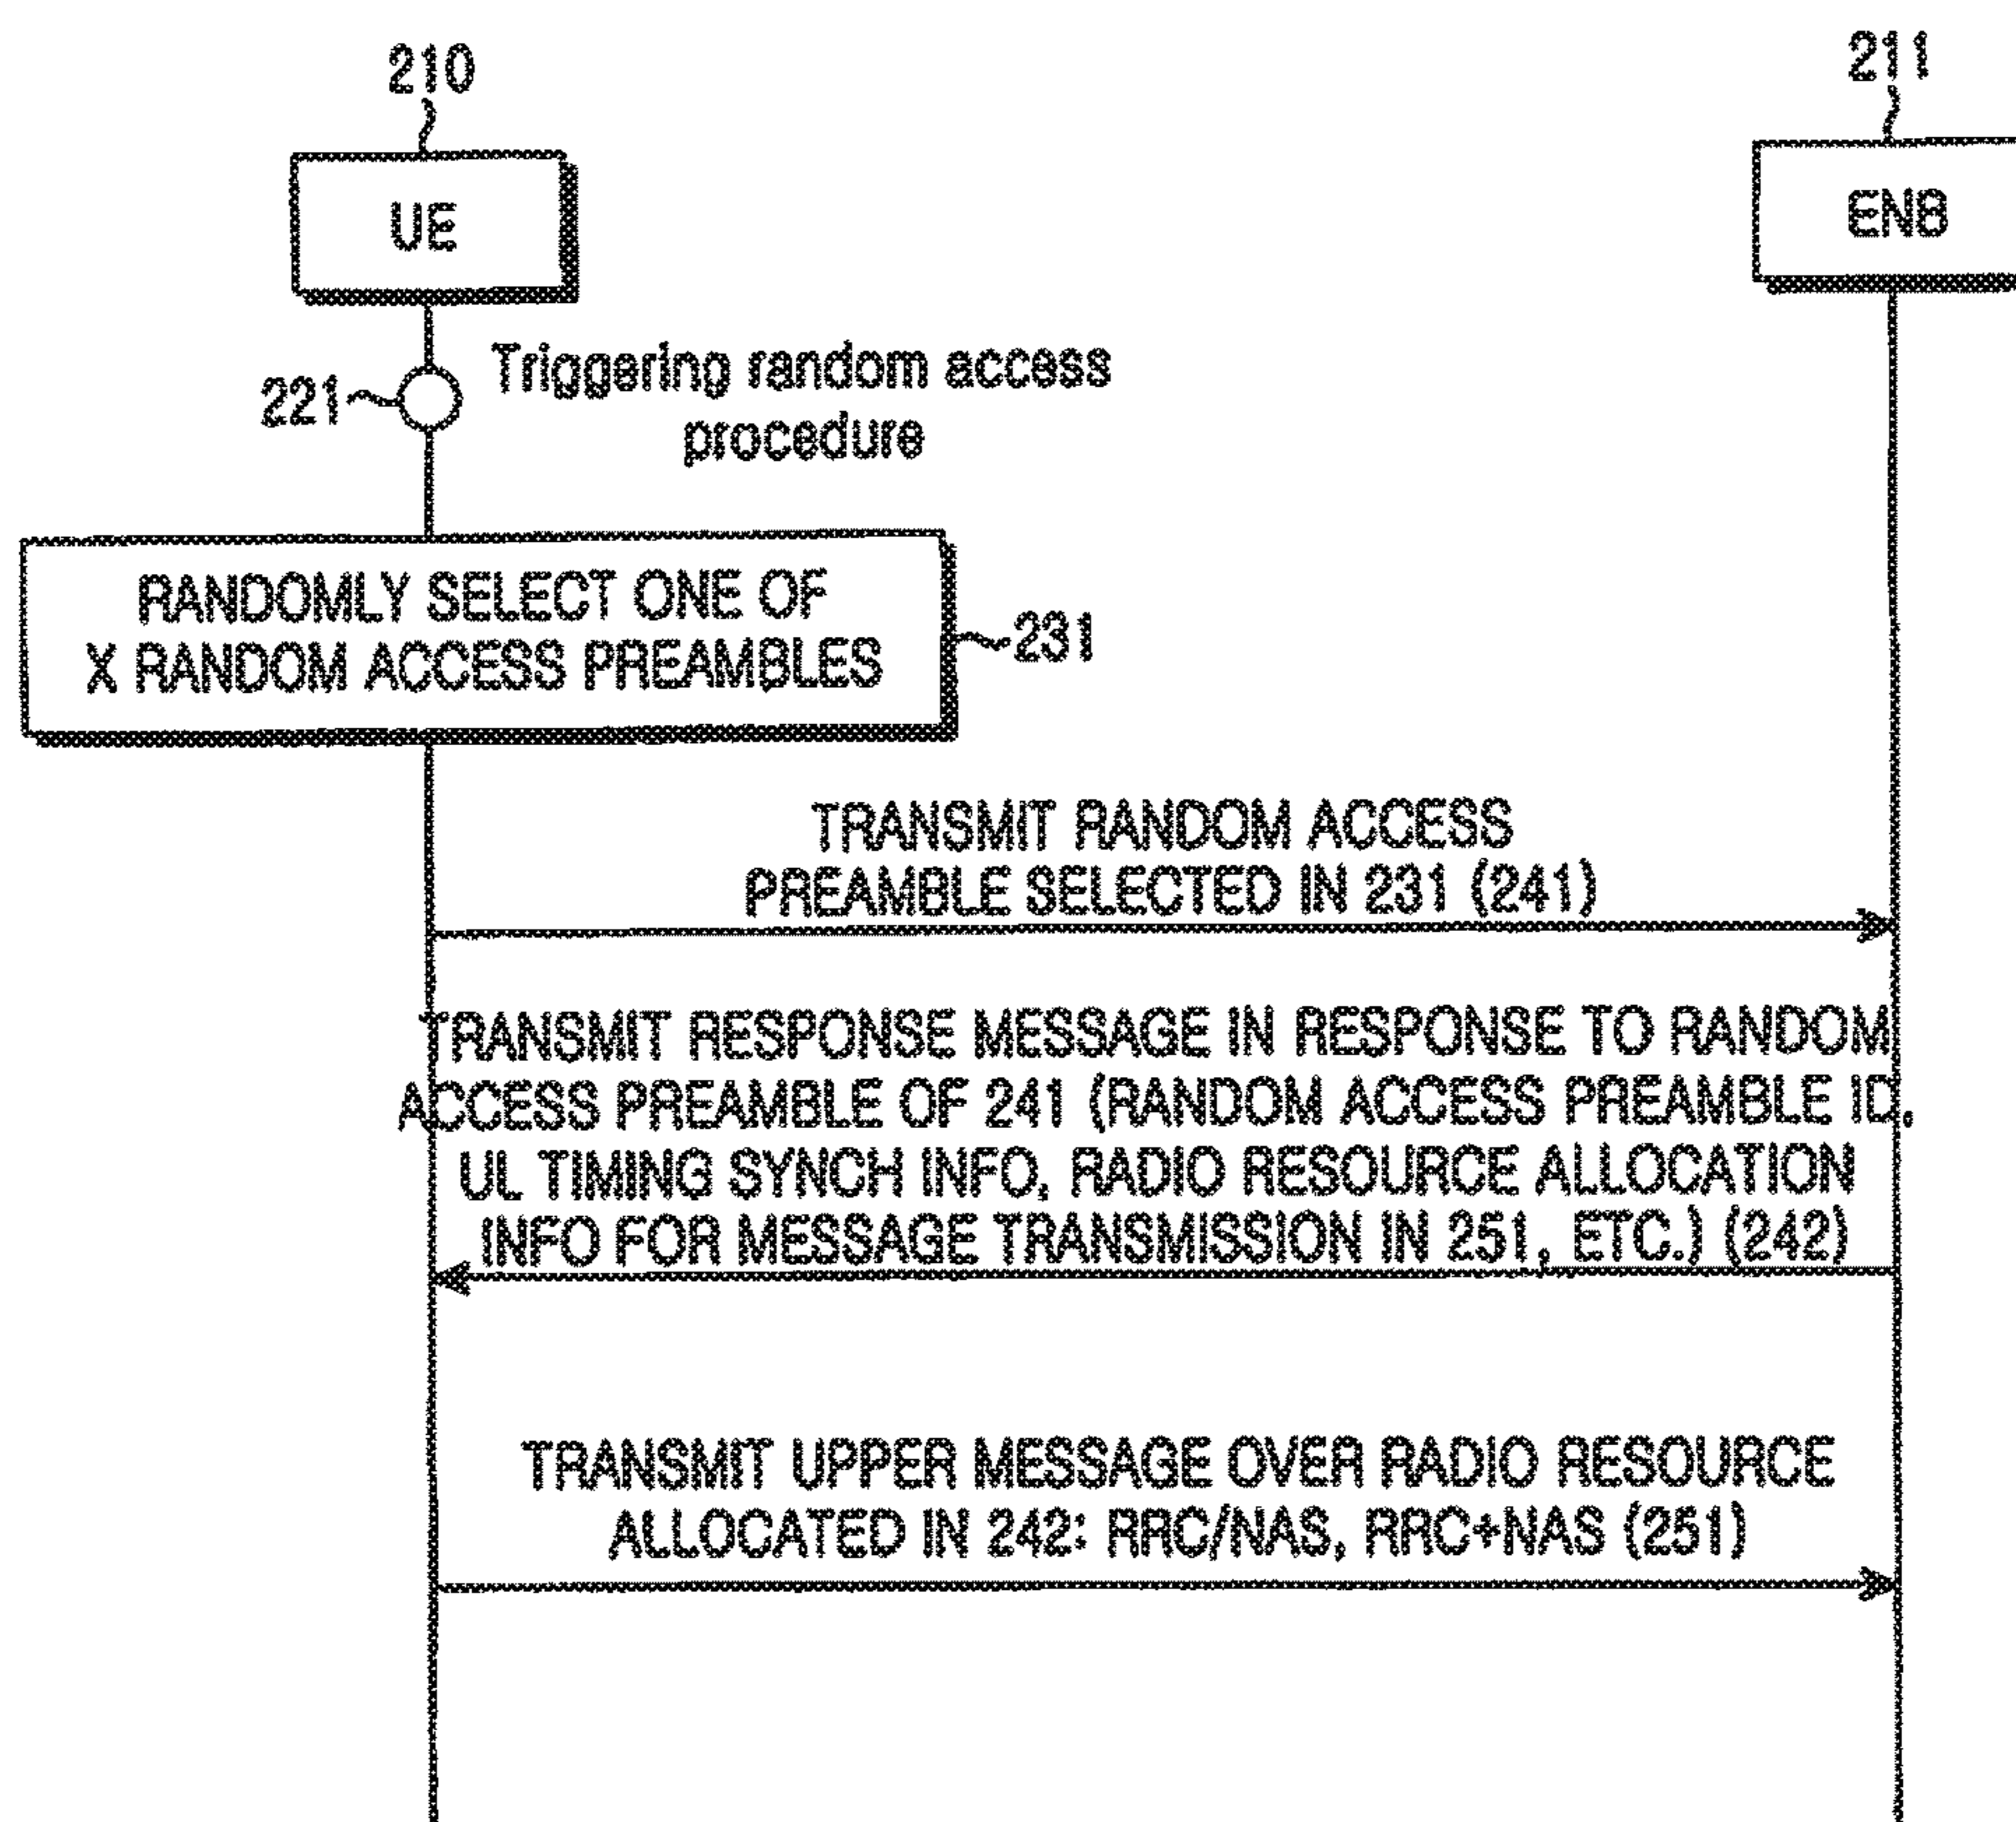 210
211
UE
ENB
221
Triggering random access
procedure
RANDOMLY SELECT ONE OF
X RANDOM ACCESS PREAMBLES
231
TRANSMIT RANDOM ACCESS
PREAMBLE SELECTED IN 231 (241)
TRANSMIT RESPONSE MESSAGE IN RESPONSE TO RANDOM
ACCESS PREAMBLE OF 241 (RANDOM ACCESS PREAMBLE ID,
UL TIMING SYNCH INFO, RADIO RESOURCE ALLOCATION
INFO FOR MESSAGE TRANSMISSION IN 251, ETC.) (242)
TRANSMIT UPPER MESSAGE OVER RADIO RESOURCE
ALLOCATED IN 242: RRC/NAS, RRC+NAS (251)